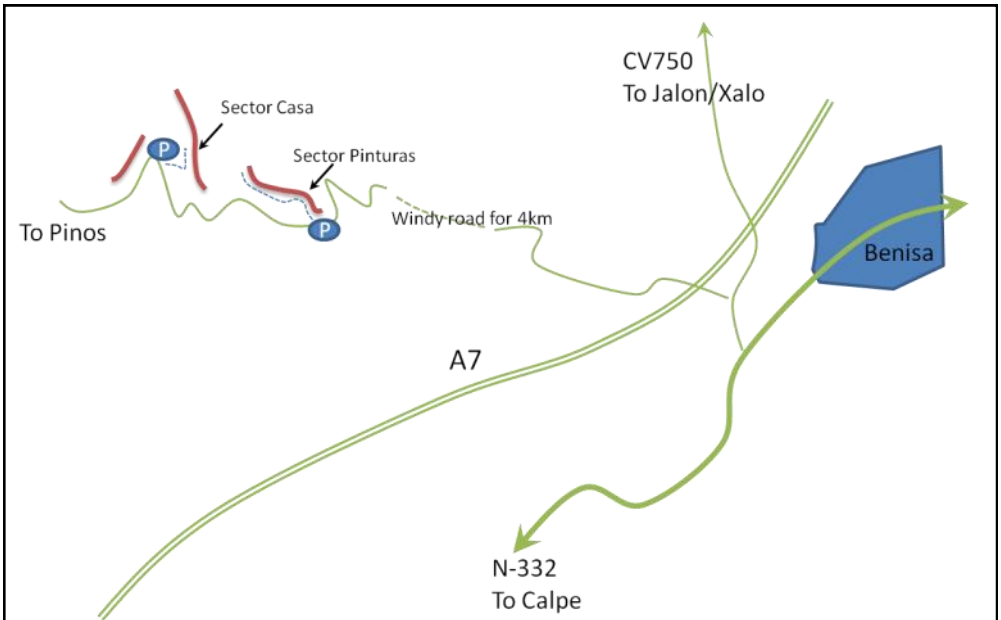 CV750
To Jalon/Xalo
Sector Casa
P
Sector Pinturas
To Pinos
P
Windy road for 4km
Benisa
A7
N-332
To Calpe